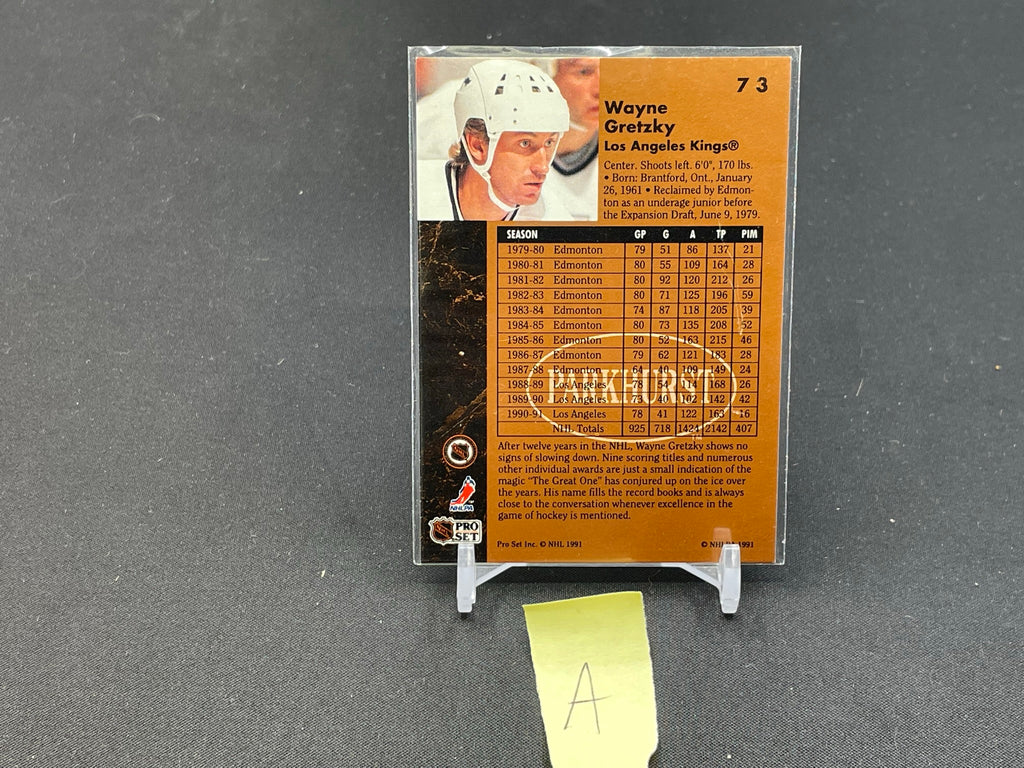 7 3
Wayne
Gretzky
Los Angeles Kings®
Center. Shoots left. 6'0", 170 lbs.
• Born: Brantford, Ont., January
26, 1961 • Reclaimed by Edmon-
ton as an underage junior before
the Expansion Draft, June 9, 1979.
SEASON GP G A TP PIM
1979-80 Edmonton 79 51 86 137 21
1980-81 Edmonton 80 55 109 164 28
1981-82 Edmonton 80 92 120 212 26
1982-83 Edmonton 80 71 125 196 59
1983-84 Edmonton 74 87 118 205 39
1984-85 Edmonton 80 73 135 208 52
1985-86 Edmonton 80 52 163 215 46
1986-87 Edmonton 79 62 121 183 28
1987-88 Edmonton 64 40 109 149 24
1988-89 Los Angeles 78 54 114 168 26
1989-90 Los Angeles 73 40 102 142 42
1990-91 Los Angeles 78 41 122 163 16
NHL Totals 925 718 1424 2142 407
PARKHURST
After twelve years in the NHL, Wayne Gretzky shows no
signs of slowing down. Nine scoring titles and numerous
other individual awards are just a small indication of the
magic "The Great One" has conjured up on the ice over
the years. His name fills the record books and is always
close to the conversation whenever excellence in the
game of hockey is mentioned.
NHLPA
PRO
SET
Pro Set Inc. © NHL 1991 © NHLPA 1991
A